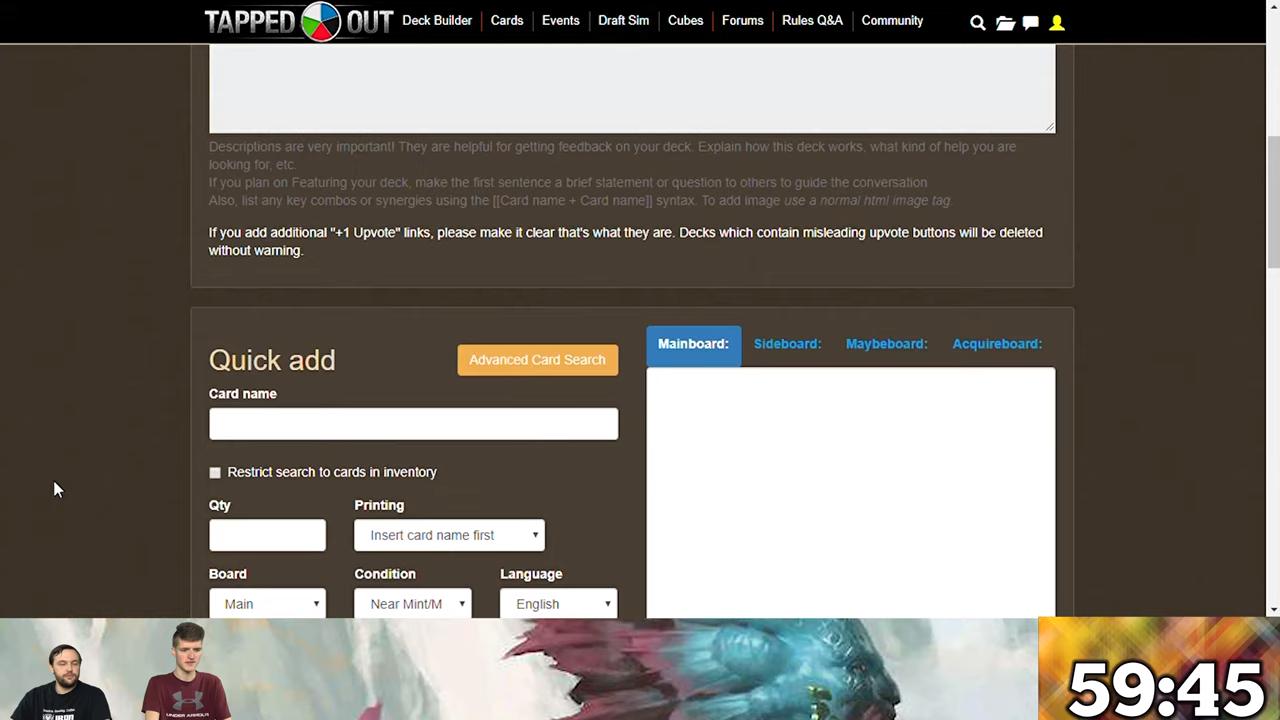 TAPPED OUT
Deck Builder
Cards
Events
Draft Sim
Cubes
Forums
Rules Q&A
Community
Descriptions are very important! They are helpful for getting feedback on your deck. Explain how this deck works, what kind of help you are
looking for, etc.
If you plan on Featuring your deck, make the first sentence a brief statement or question to others to guide the conversation
Also, list any key combos or synergies using the [[Card name + Card name]] syntax. To add image use a normal html image tag.
If you add additional "+1 Upvote" links, please make it clear that's what they are. Decks which contain misleading upvote buttons will be deleted
without warning.
Quick add
Advanced Card Search
Mainboard:
Sideboard:
Maybeboard:
Acquireboard:
Card name
Restrict search to cards in inventory
Qty
Printing
Insert card name first
Board
Condition
Language
Main
Near Mint/M
English
UNDER ARMOUR
59:45